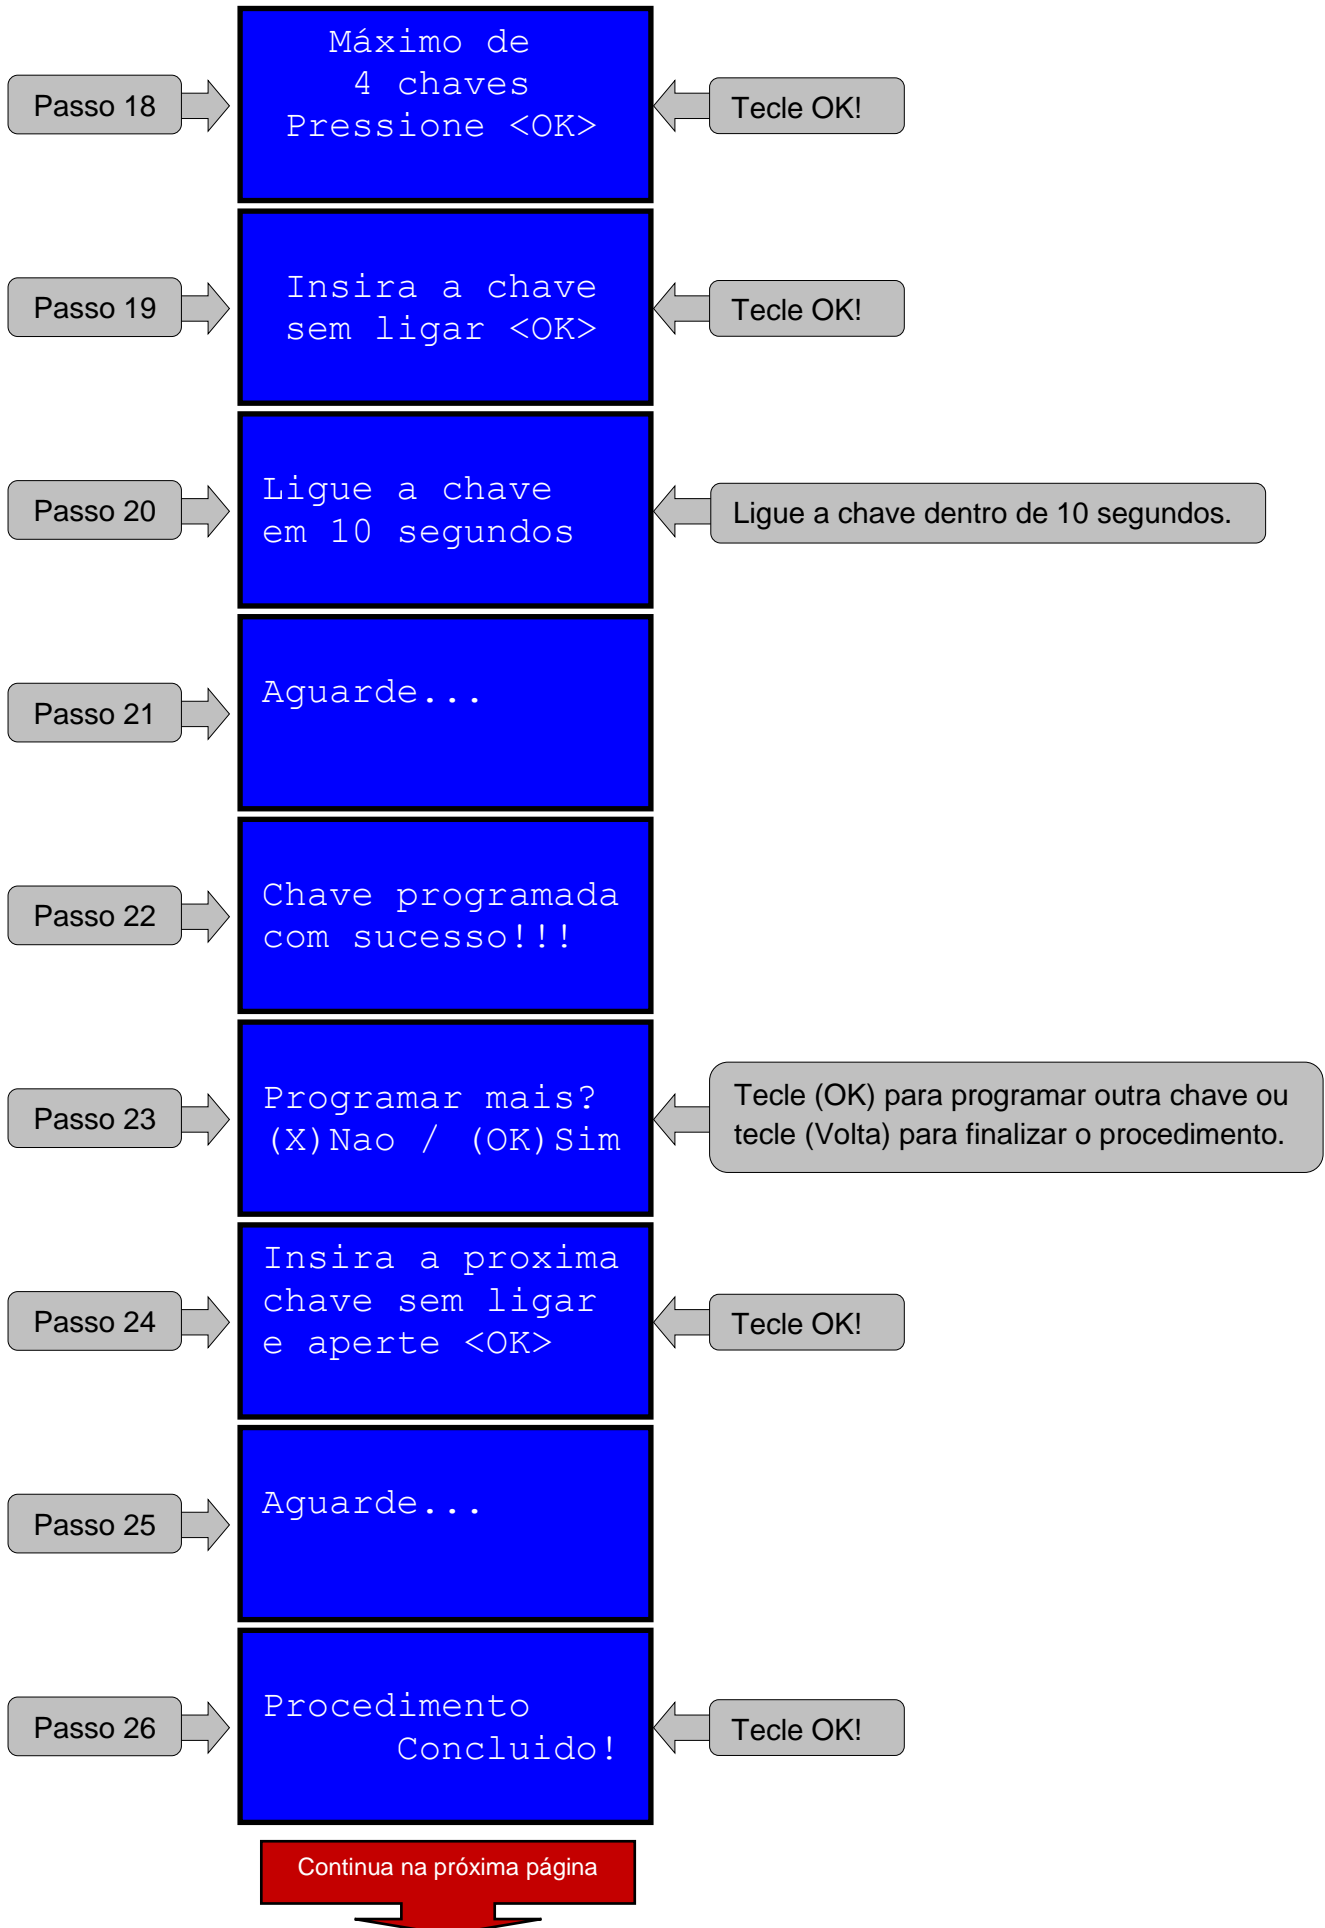 Máximo de
4 chaves
Pressione <OK>
Passo 18
Tecle OK!
Insira a chave
sem ligar <OK>
Passo 19
Tecle OK!
Ligue a chave
em 10 segundos
Passo 20
Ligue a chave dentro de 10 segundos.
Aguarde...
Passo 21
Chave programada
com sucesso!!!
Passo 22
Programar mais?
(X)Nao / (OK)Sim
Passo 23
Tecle (OK) para programar outra chave ou
tecle (Volta) para finalizar o procedimento.
Insira a proxima
chave sem ligar
e aperte <OK>
Passo 24
Tecle OK!
Aguarde...
Passo 25
Procedimento
Concluido!
Passo 26
Tecle OK!
Continua na próxima página